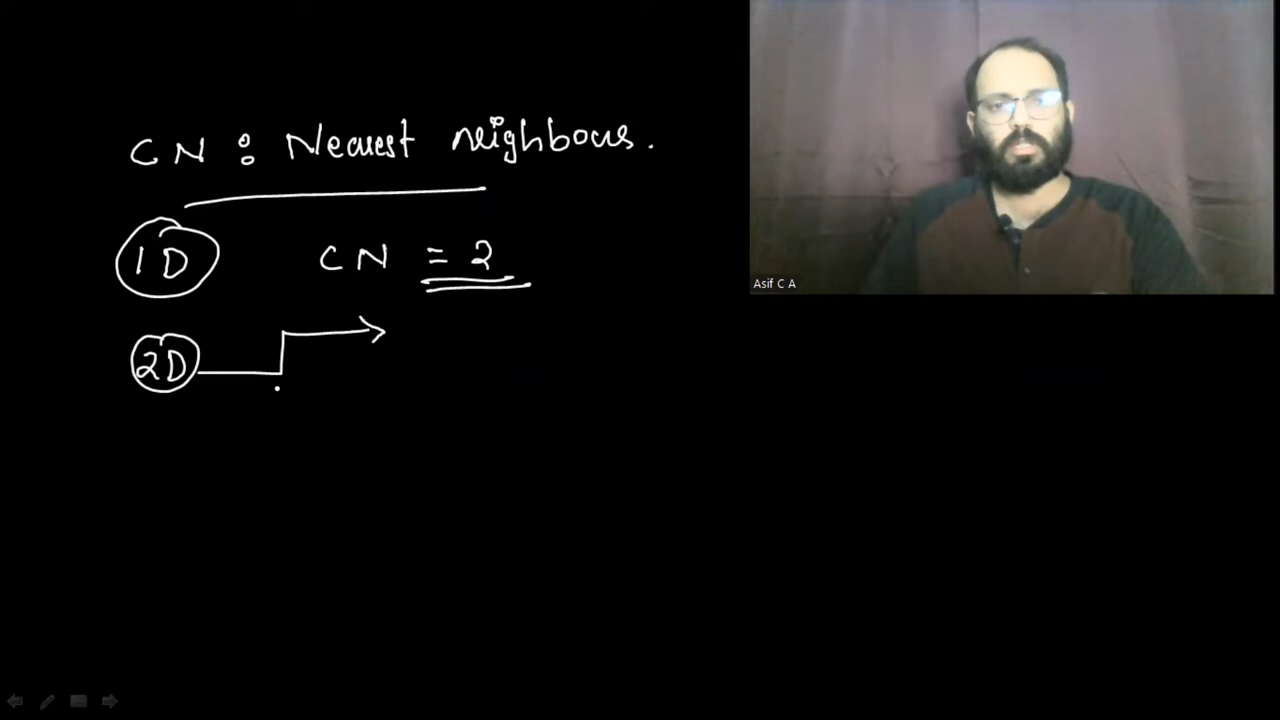 CN : Nearest neighbours.
1D CN = 2
2D
Asif C A